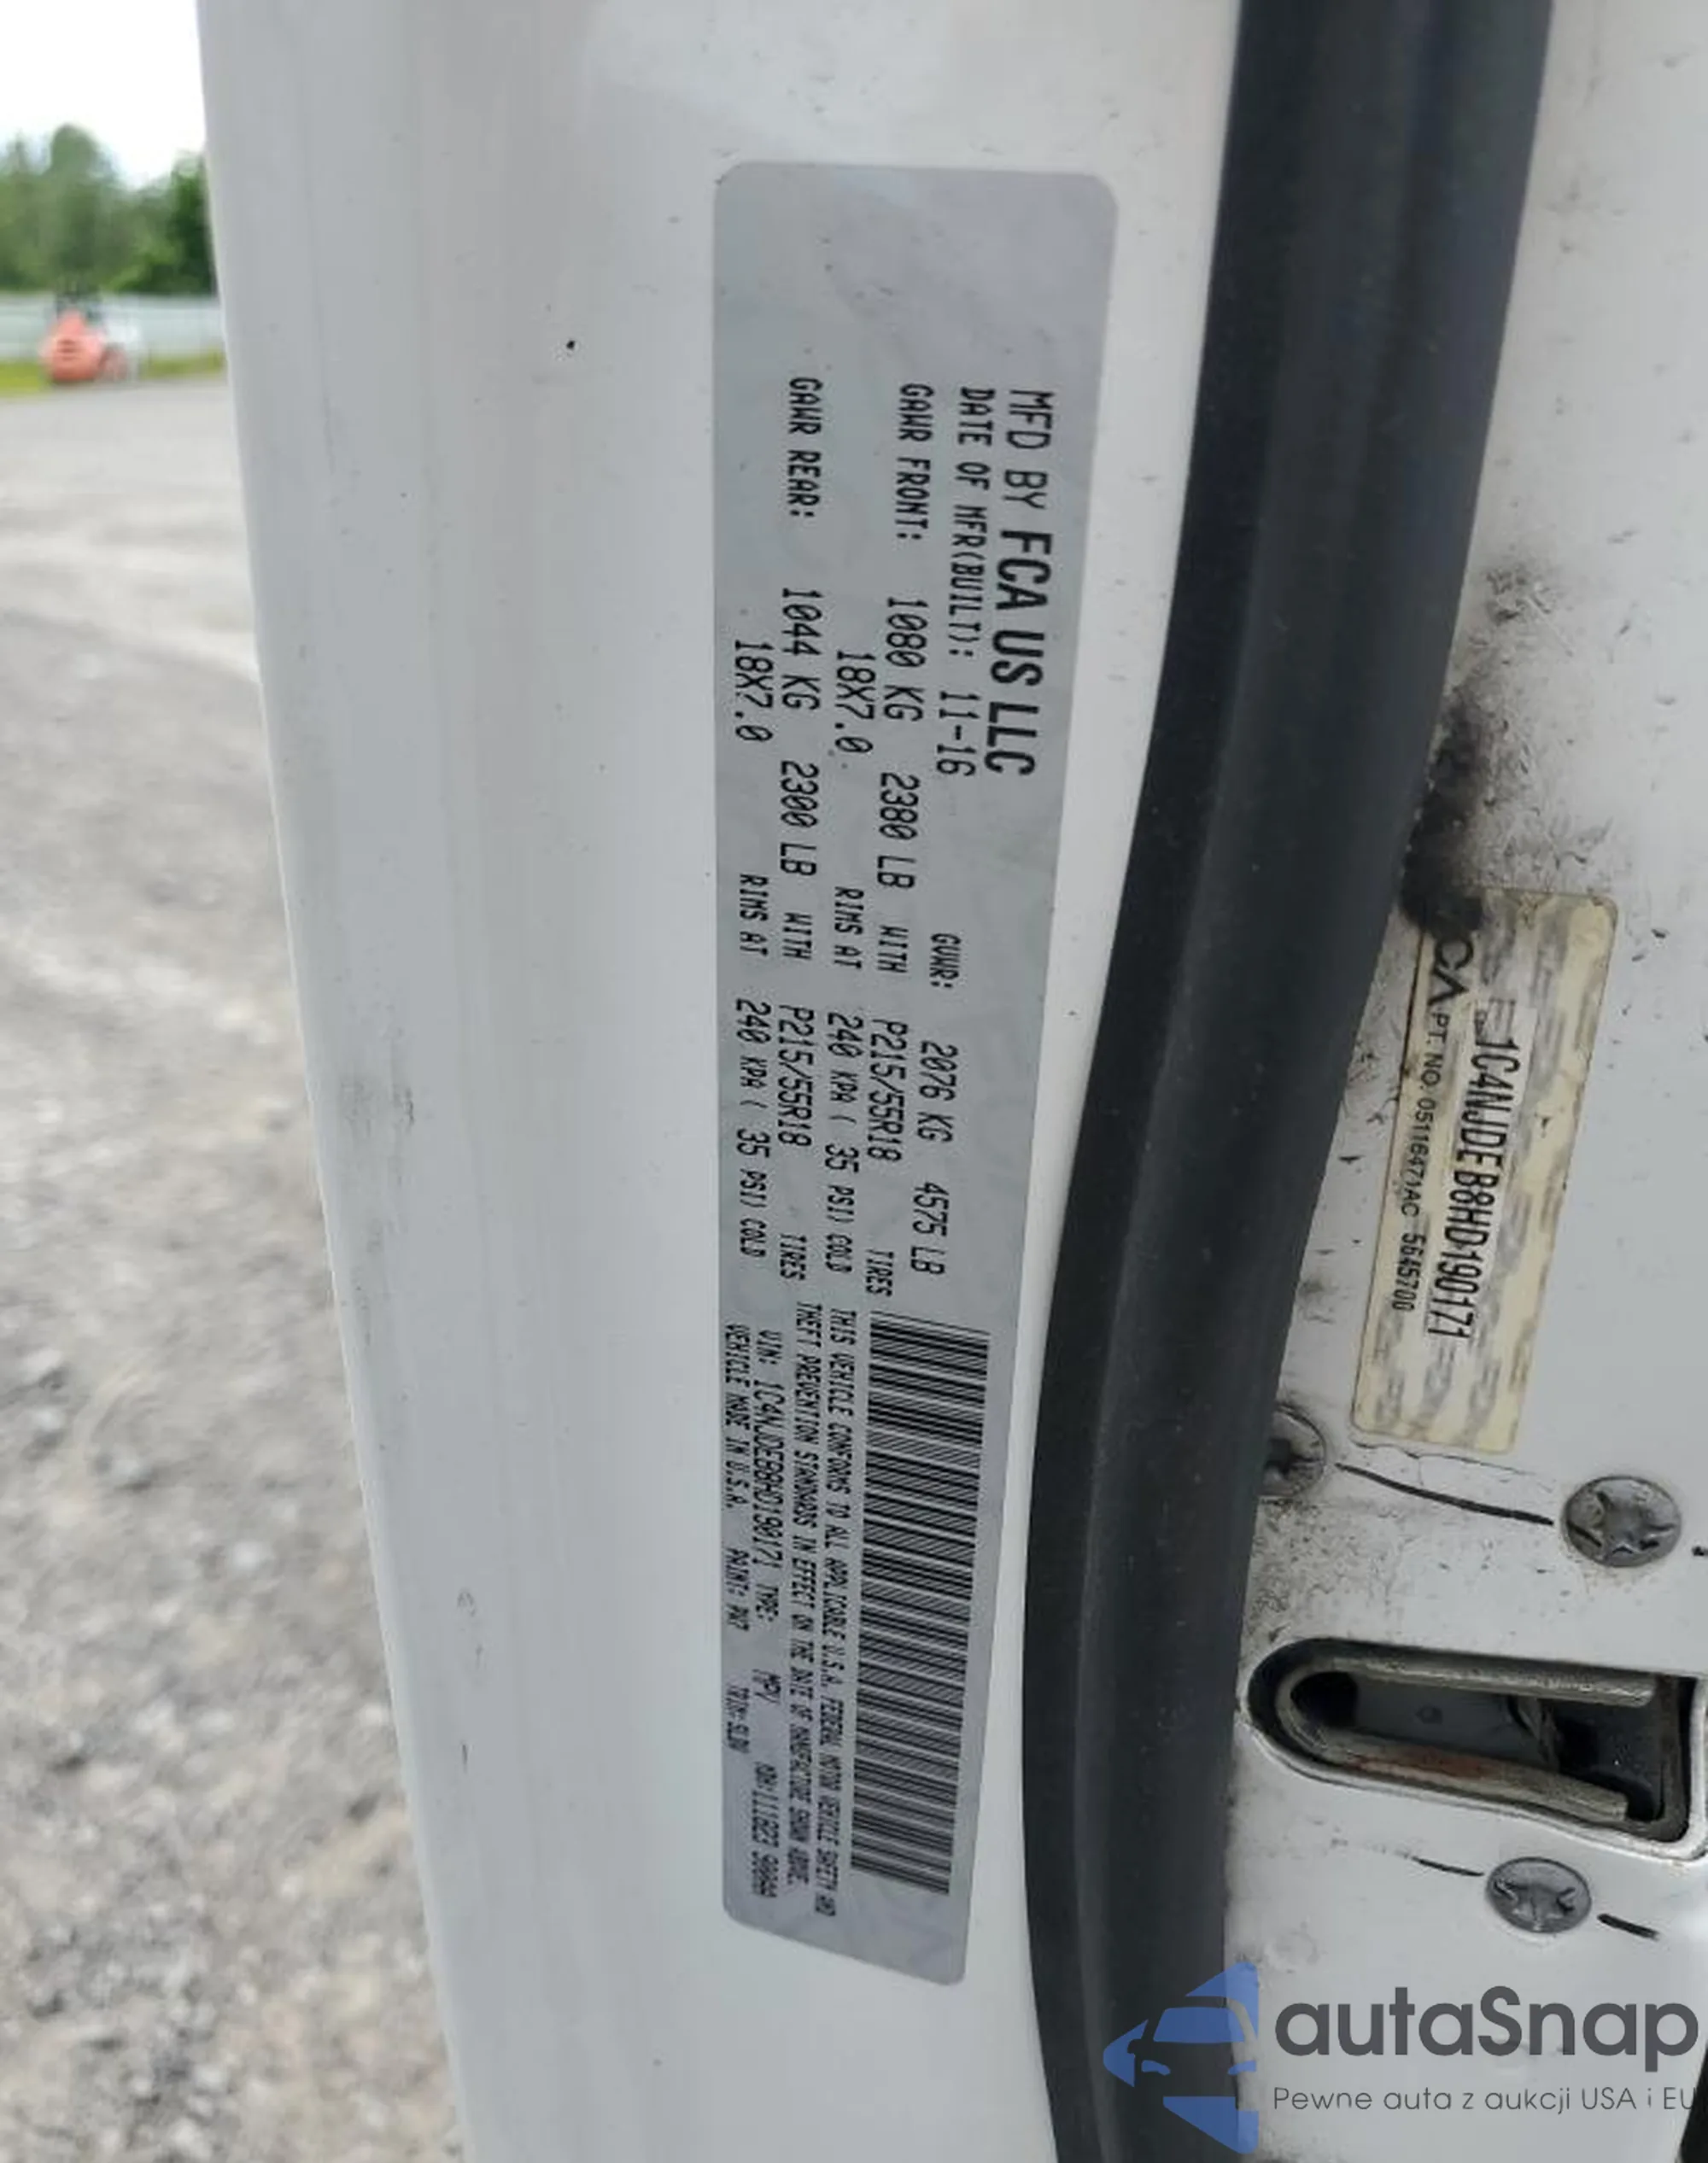 MFD BY FCA US LLC
DATE OF MFR(BUILT): 11-16 GVWR: 2076 KG 4575 LB
GAWR FRONT: 1080 KG 2380 LB WITH P215/55R18 TIRES
18X7.0 RIMS AT 240 KPA ( 35 PSI) COLD
GAWR REAR: 1044 KG 2300 LB WITH P215/55R18 TIRES
18X7.0 RIMS AT 240 KPA ( 35 PSI) COLD
THIS VEHICLE CONFORMS TO ALL APPLICABLE U.S.A. FEDERAL MOTOR VEHICLE SAFETY AND
THEFT PREVENTION STANDARDS IN EFFECT ON THE DATE OF MANUFACTURE SHOWN ABOVE.
VIN: 1C4NJDEB8HD190171 TYPE: MPV
VEHICLE MADE IN U.S.A. PAINT: PW7
1C4NJDEB8HD190171
PT. NO. 05116471AC 5645700
autaSnap
Pewne auta z aukcji USA i EU